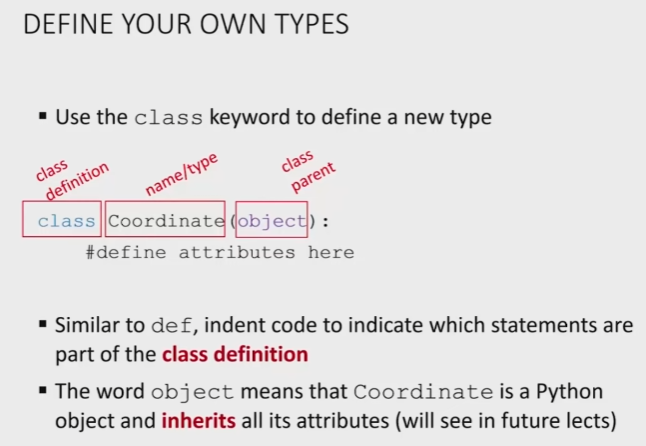 DEFINE YOUR OWN TYPES
▪ Use the class keyword to define a new type
class
definition
name/type
class
parent
class Coordinate(object):
#define attributes here
▪ Similar to def, indent code to indicate which statements are
part of the class definition
▪ The word object means that Coordinate is a Python
object and inherits all its attributes (will see in future lects)